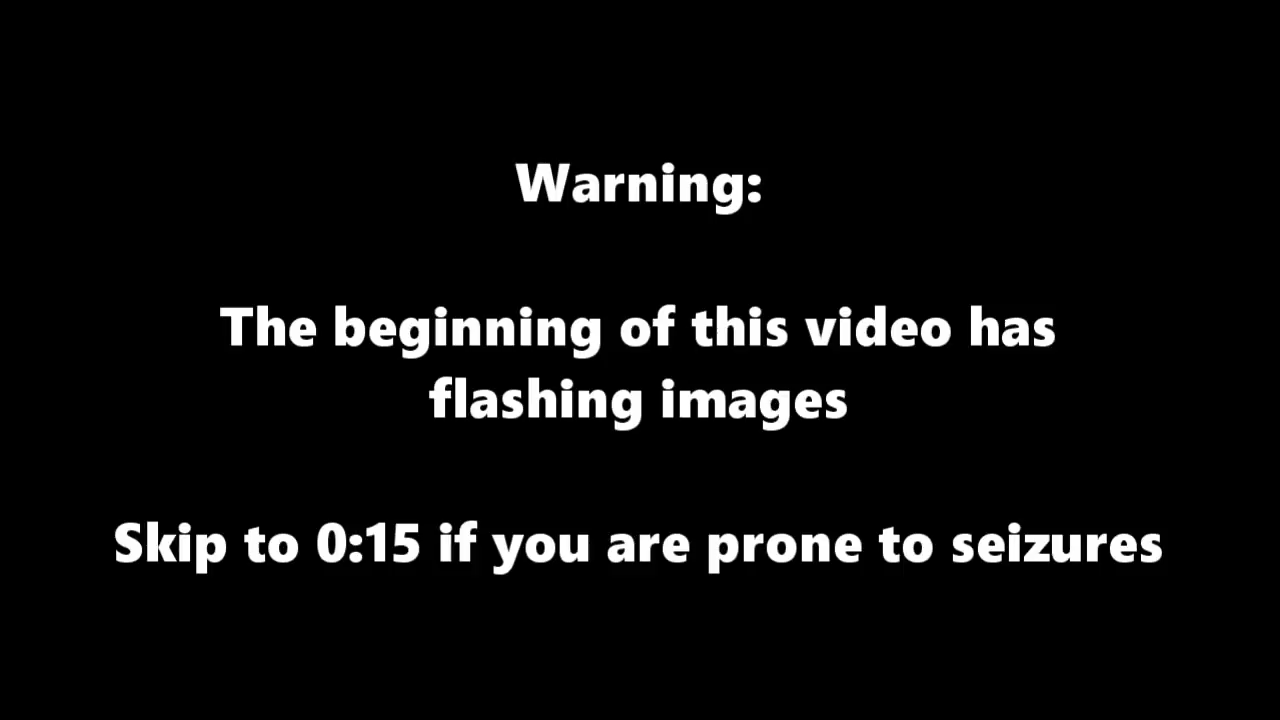 Warning:
The beginning of this video has
flashing images
Skip to 0:15 if you are prone to seizures